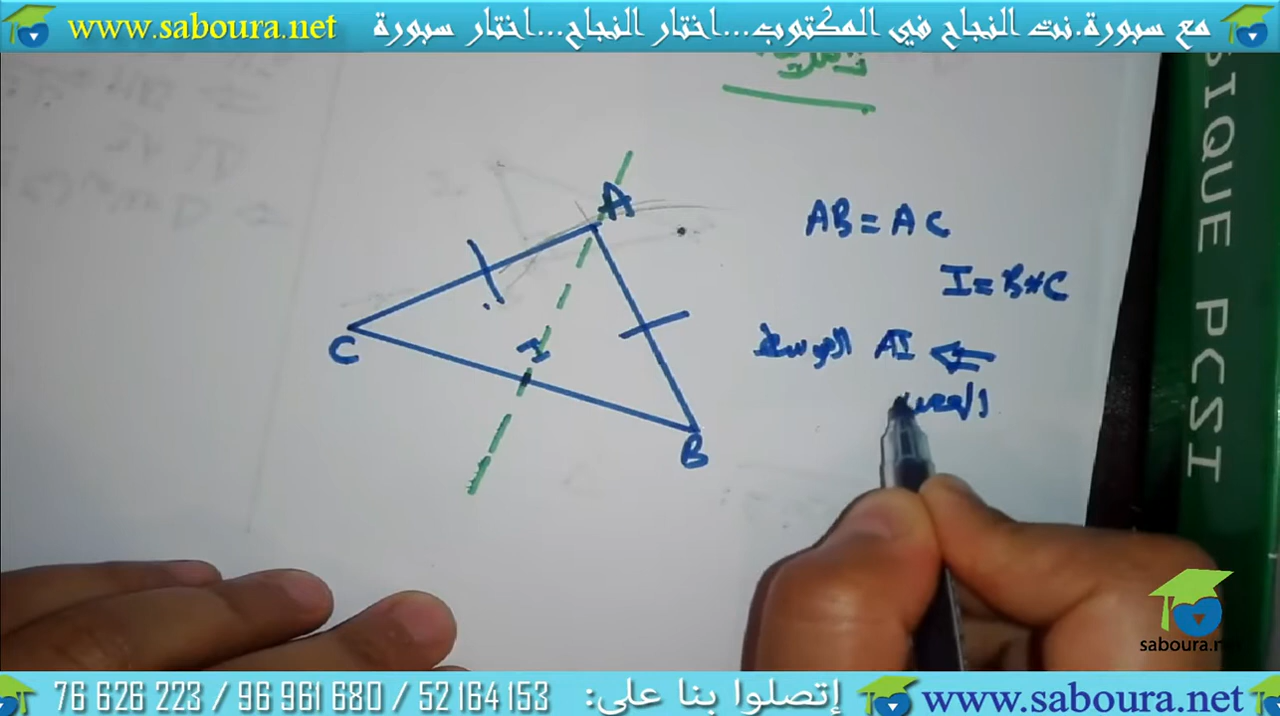 www.saboura.net مع سبورة.نت النجاح في المكتوب...اختار النجاح...اختار سبورة
SIQUE PCSI
A
C
I
B
AB = AC
I = B*C
⇐ AI الموسط
saboura.net
76 626 223 / 96 961 680 / 52 164 153 إتصلوا بنا على: www.saboura.net